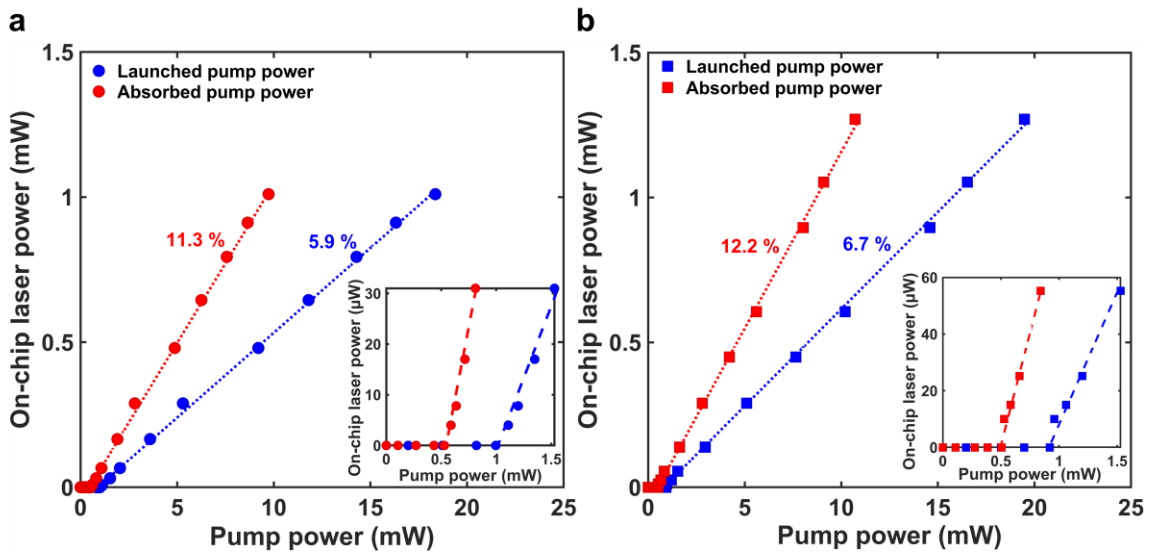 a
On-chip laser power (mW)
1.5
1
0.5
0
Launched pump power
Absorbed pump power
11.3 %
5.9 %
On-chip laser power (µW)
30
20
10
0
0 0.5 1 1.5
Pump power (mW)
0 5 10 15 20 25
Pump power (mW)
b
On-chip laser power (mW)
1.5
1
0.5
0
Launched pump power
Absorbed pump power
12.2 %
6.7 %
On-chip laser power (µW)
60
40
20
0
0 0.5 1 1.5
Pump power (mW)
0 5 10 15 20 25
Pump power (mW)